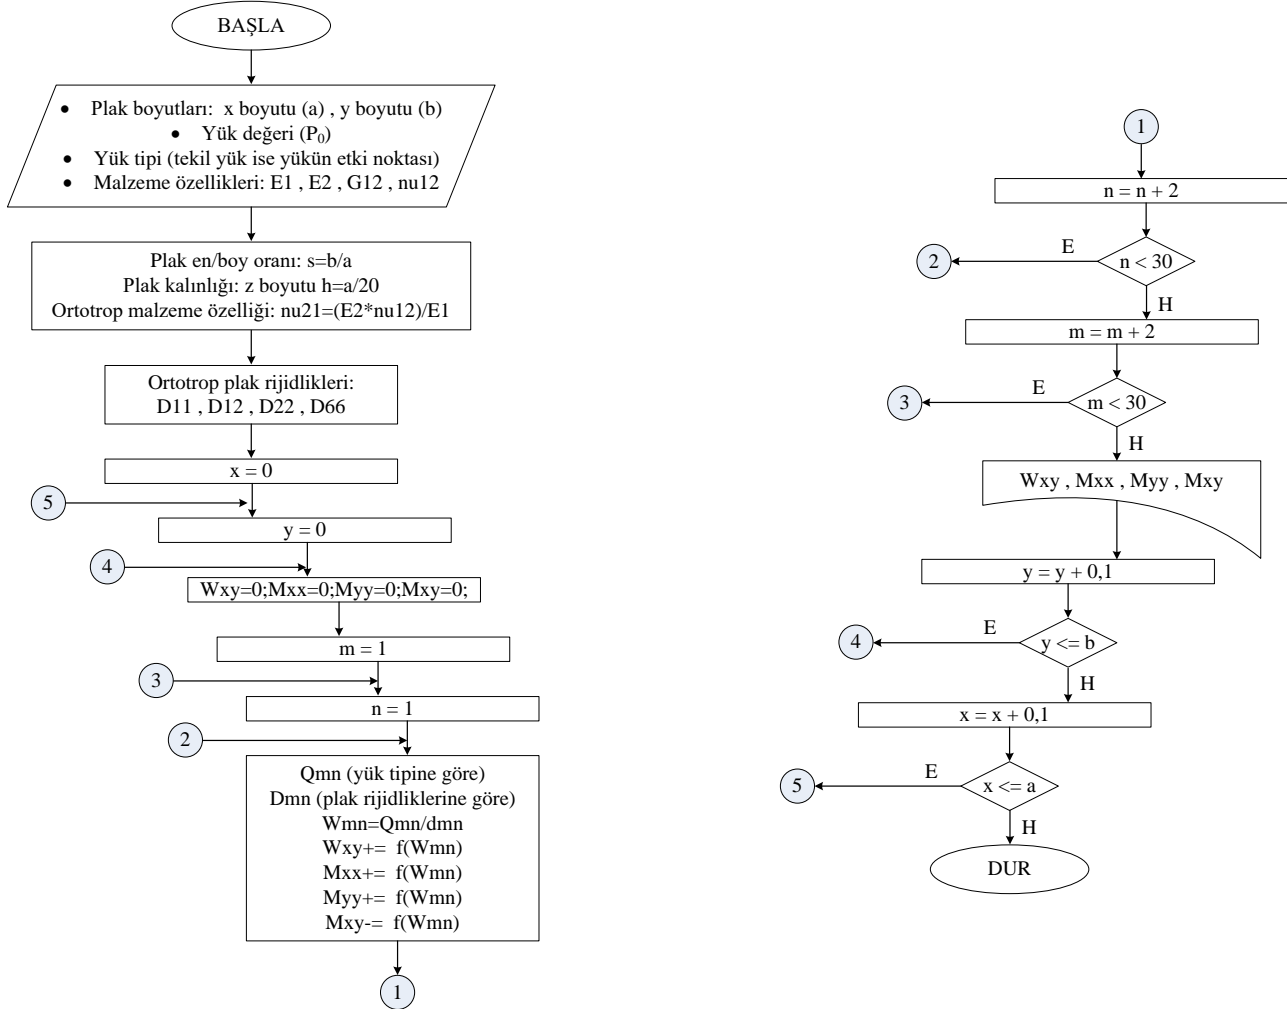 BAŞLA
• Plak boyutları: x boyutu (a) , y boyutu (b)
• Yük değeri (P₀)
• Yük tipi (tekil yük ise yükün etki noktası)
• Malzeme özellikleri: E1 , E2 , G12 , nu12
Plak en/boy oranı: s=b/a
Plak kalınlığı: z boyutu h=a/20
Ortotrop malzeme özelliği: nu21=(E2*nu12)/E1
Ortotrop plak rijidlikleri:
D11 , D12 , D22 , D66
x = 0
5
y = 0
4
Wxy=0;Mxx=0;Myy=0;Mxy=0;
m = 1
3
n = 1
2
Qmn (yük tipine göre)
Dmn (plak rijidliklerine göre)
Wmn=Qmn/dmn
Wxy+= f(Wmn)
Mxx+= f(Wmn)
Myy+= f(Wmn)
Mxy-= f(Wmn)
1
1
n = n + 2
E
2
n < 30
H
m = m + 2
E
3
m < 30
H
Wxy , Mxx , Myy , Mxy
y = y + 0,1
E
4
y <= b
H
x = x + 0,1
E
5
x <= a
H
DUR